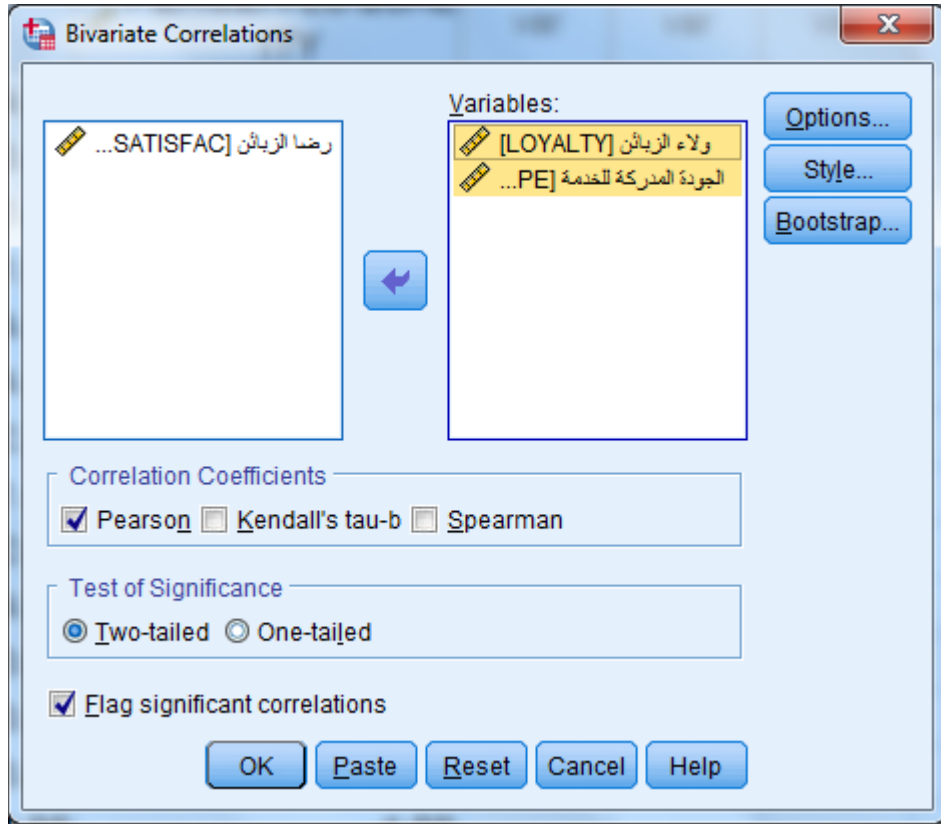 Bivariate Correlations
Variables:
رضا الزبائن [SATISFAC...
ولاء الزبائن [LOYALTY]
الجودة المدركة للخدمة [PE...
Options...
Style...
Bootstrap...
Correlation Coefficients
Pearson Kendall's tau-b Spearman
Test of Significance
Two-tailed One-tailed
Flag significant correlations
OK Paste Reset Cancel Help